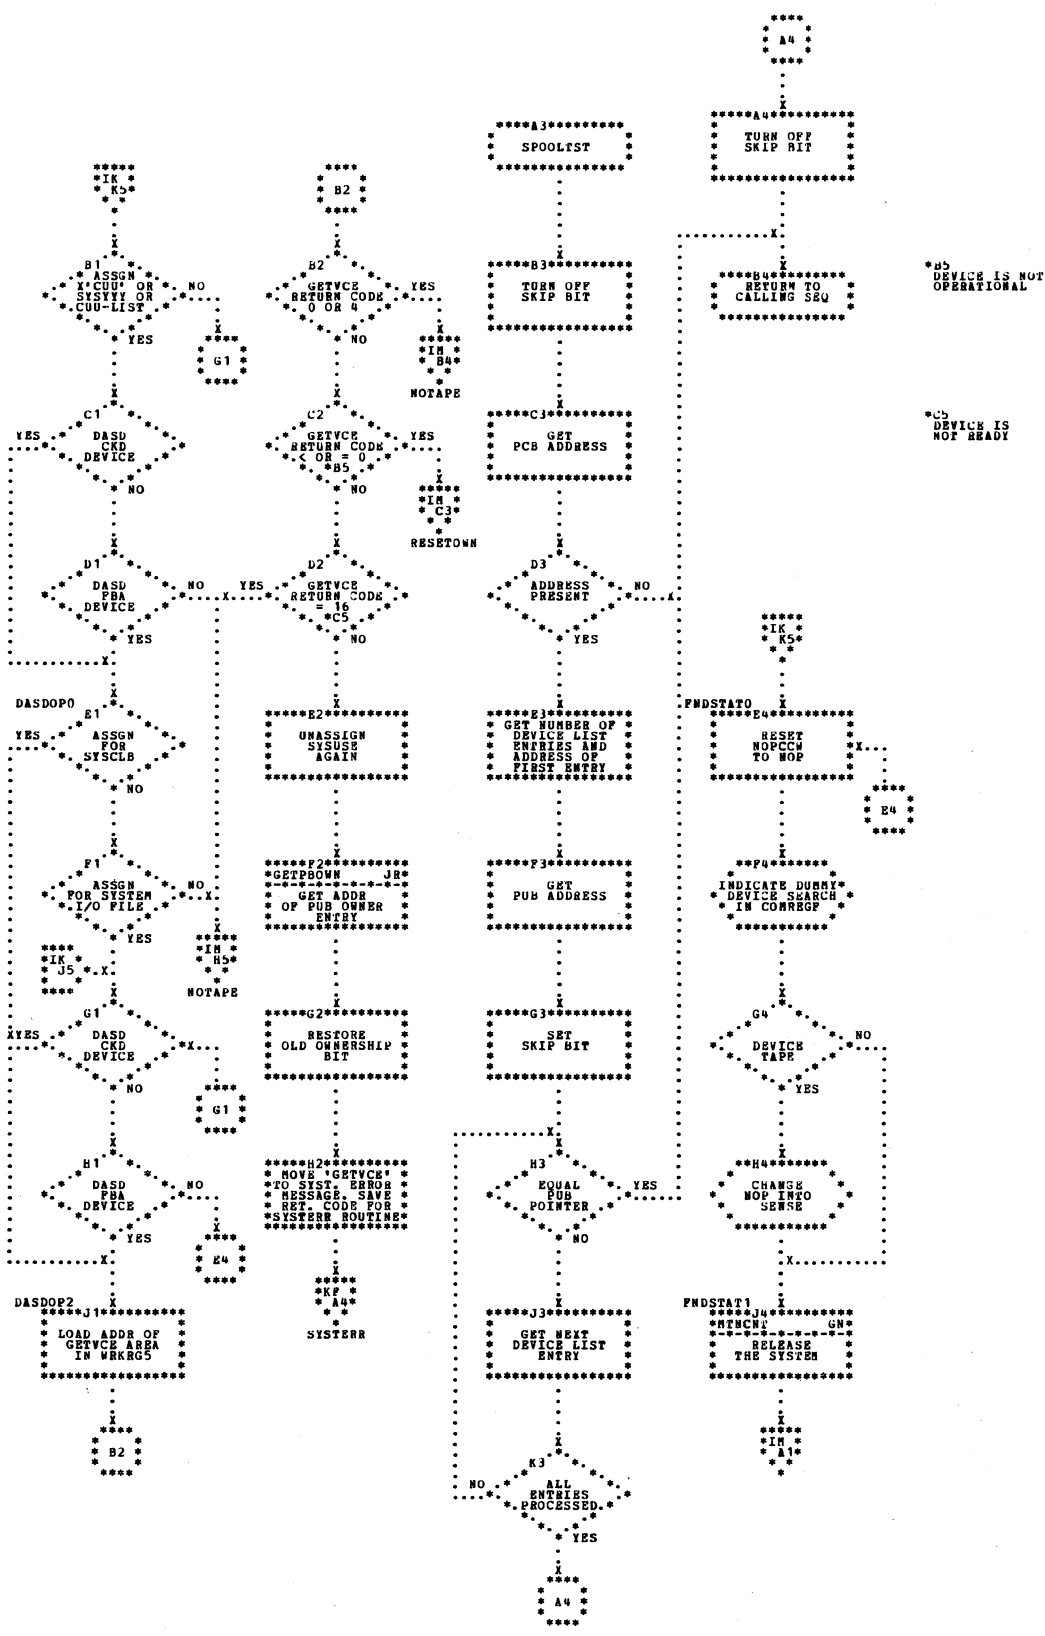 A4
A4
TURN OFF
SKIP BIT
A3
SPOOLTST
IK
K5
B2
B1
ASSGN
X'CUU' OR
SYSYYY OR
CUU-LIST
NO
YES
G1
B2
GETVCE
RETURN CODE
0 OR 4
YES
NO
IM
B4
NOTAPE
B3
TURN OFF
SKIP BIT
B4
RETURN TO
CALLING SEQ
*B5
DEVICE IS NOT
OPERATIONAL
C1
YES
DASD
CKD
DEVICE
NO
C2
GETVCE
RETURN CODE
< OR = 0
*B5
YES
NO
IM
C3
RESETOWN
C3
GET
PCB ADDRESS
*C5
DEVICE IS
NOT READY
D1
DASD
FBA
DEVICE
NO
YES
D2
YES
GETVCE
RETURN CODE
= 16
*C5
NO
D3
ADDRESS
PRESENT
NO
YES
IK
K5
DASDOP0
E1
YES
ASSGN
FOR
SYSCLB
NO
E2
UNASSIGN
SYSUSE
AGAIN
E3
GET NUMBER OF
DEVICE LIST
ENTRIES AND
ADDRESS OF
FIRST ENTRY
FNDSTAT0
E4
RESET
NOPCCW
TO NOP
E4
F1
ASSGN
FOR SYSTEM
I/O FILE
NO
YES
IK
J5
IM
H5
NOTAPE
F2
GETPBOWN JR
GET ADDR
OF PUB OWNER
ENTRY
F3
GET
PUB ADDRESS
F4
INDICATE DUMMY
DEVICE SEARCH
IN COMREGP
G1
YES
DASD
CKD
DEVICE
NO
G1
G2
RESTORE
OLD OWNERSHIP
BIT
G3
SET
SKIP BIT
G4
DEVICE
TAPE
NO
YES
H1
DASD
FBA
DEVICE
NO
YES
E4
H2
MOVE 'GETVCE'
TO SYST. ERROR
MESSAGE. SAVE
RET. CODE FOR
SYSTERR ROUTINE
KF
A4
SYSTERR
H3
EQUAL
PUB
POINTER
YES
NO
H4
CHANGE
NOP INTO
SENSE
DASDOP2
J1
LOAD ADDR OF
GETVCE AREA
IN WRKRG5
B2
J3
GET NEXT
DEVICE LIST
ENTRY
FNDSTAT1
J4
MTNCNT GN
RELEASE
THE SYSTEM
IM
A1
K3
NO
ALL
ENTRIES
PROCESSED
YES
A4